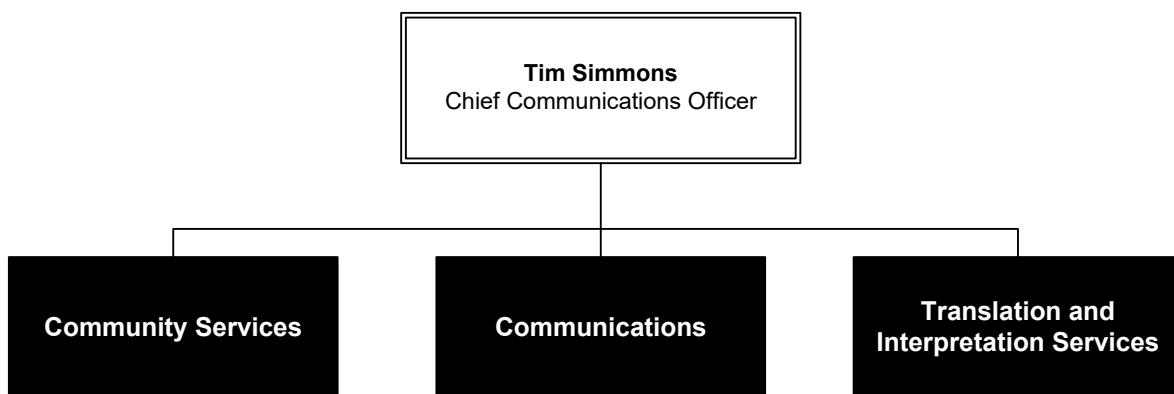 Tim Simmons
Chief Communications Officer
Community Services
Communications
Translation and
Interpretation Services